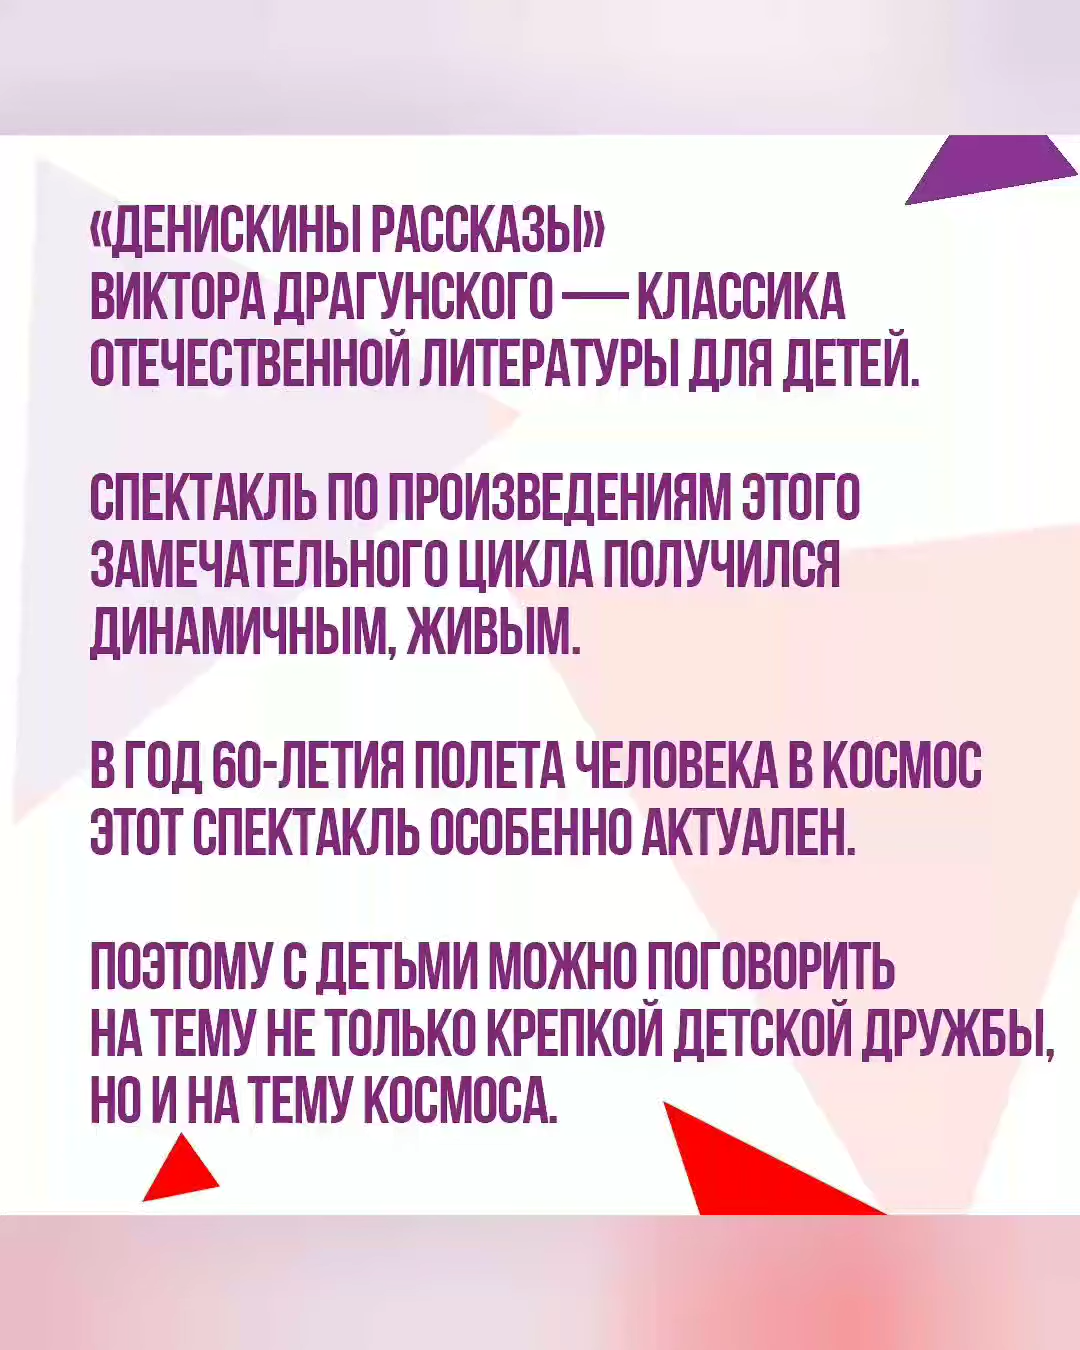 «ДЕНИСКИНЫ РАССКАЗЫ»
ВИКТОРА ДРАГУНСКОГО — КЛАССИКА
ОТЕЧЕСТВЕННОЙ ЛИТЕРАТУРЫ ДЛЯ ДЕТЕЙ.
СПЕКТАКЛЬ ПО ПРОИЗВЕДЕНИЯМ ЭТОГО
ЗАМЕЧАТЕЛЬНОГО ЦИКЛА ПОЛУЧИЛСЯ
ДИНАМИЧНЫМ, ЖИВЫМ.
В ГОД 60-ЛЕТИЯ ПОЛЕТА ЧЕЛОВЕКА В КОСМОС
ЭТОТ СПЕКТАКЛЬ ОСОБЕННО АКТУАЛЕН.
ПОЭТОМУ С ДЕТЬМИ МОЖНО ПОГОВОРИТЬ
НА ТЕМУ НЕ ТОЛЬКО КРЕПКОЙ ДЕТСКОЙ ДРУЖБЫ,
НО И НА ТЕМУ КОСМОСА.